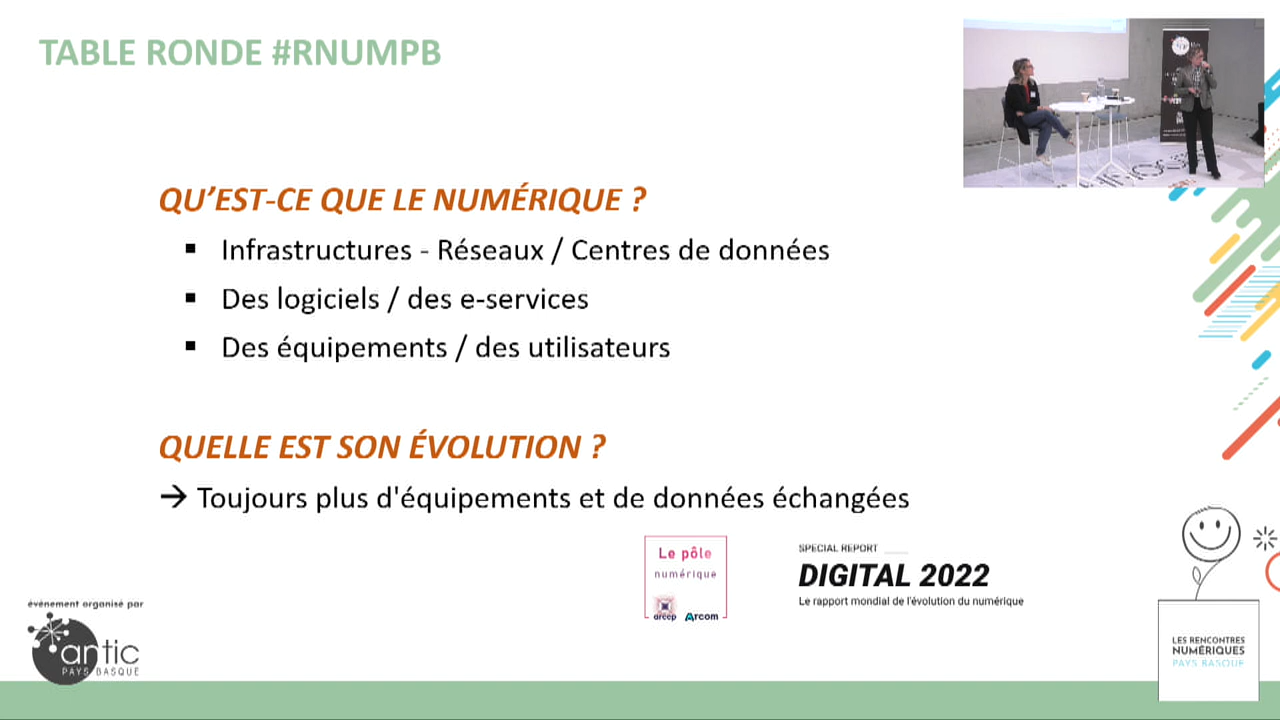 TABLE RONDE #RNUMPB
QU'EST-CE QUE LE NUMÉRIQUE ?
▪ Infrastructures - Réseaux / Centres de données
▪ Des logiciels / des e-services
▪ Des équipements / des utilisateurs
QUELLE EST SON ÉVOLUTION ?
→ Toujours plus d'équipements et de données échangées
Le pôle
numérique
arcep Arcom
SPECIAL REPORT
DIGITAL 2022
Le rapport mondial de l'évolution du numérique
événement organisé par
antic
PAYS BASQUE
LES RENCONTRES
NUMÉRIQUES
PAYS BASQUE